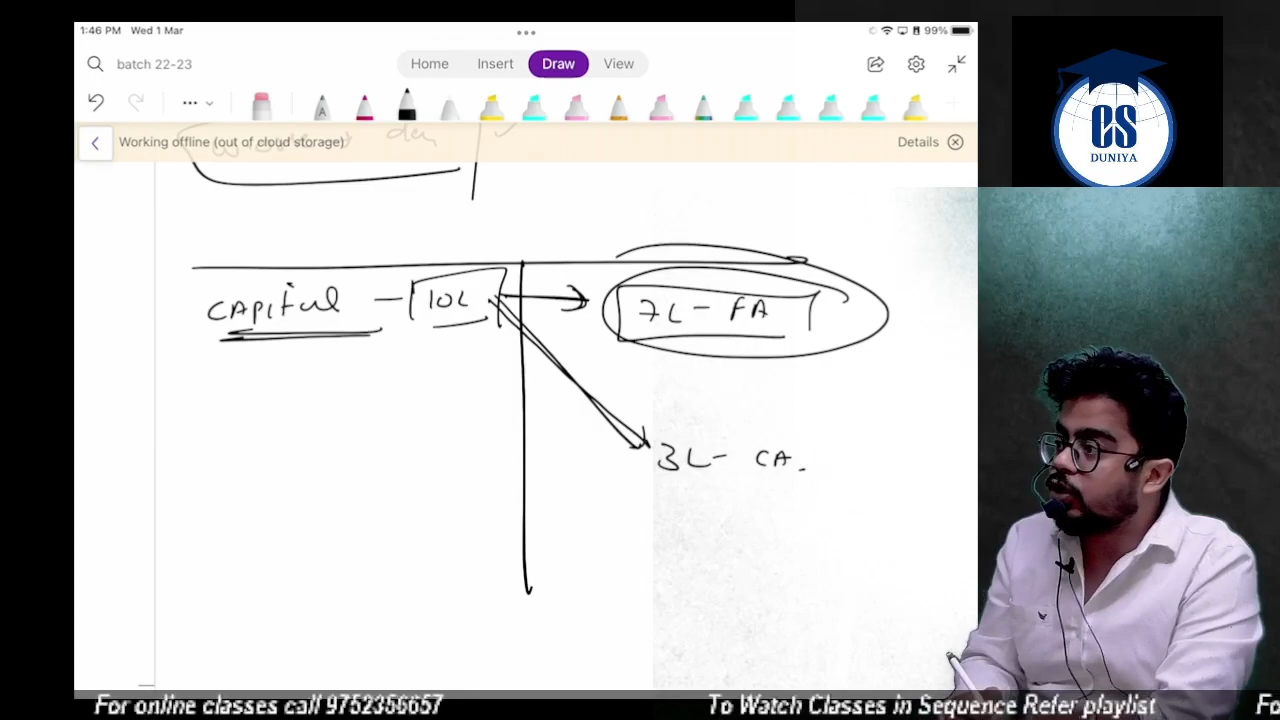 1:46 PM Wed 1 Mar
99%
batch 22-23
Home Insert Draw View
Working offline (out of cloud storage)
Details
CAPITAL - 10L
7L - FA
3L - CA.
CS
DUNIYA
For online classes call 9752356657
To Watch Classes in Sequence Refer playlist
Fo